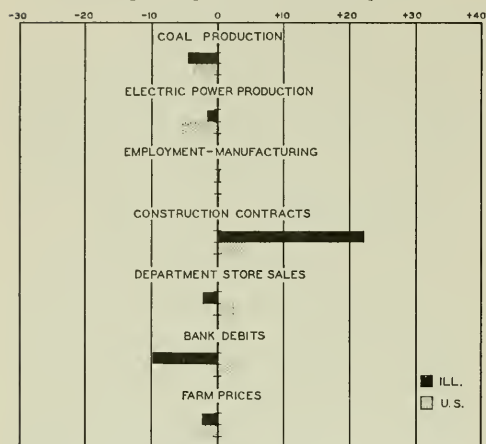 -30 -20 -10 0 +10 +20 +30 +40
COAL PRODUCTION
ELECTRIC POWER PRODUCTION
EMPLOYMENT-MANUFACTURING
CONSTRUCTION CONTRACTS
DEPARTMENT STORE SALES
BANK DEBITS
FARM PRICES
ILL.
U.S.